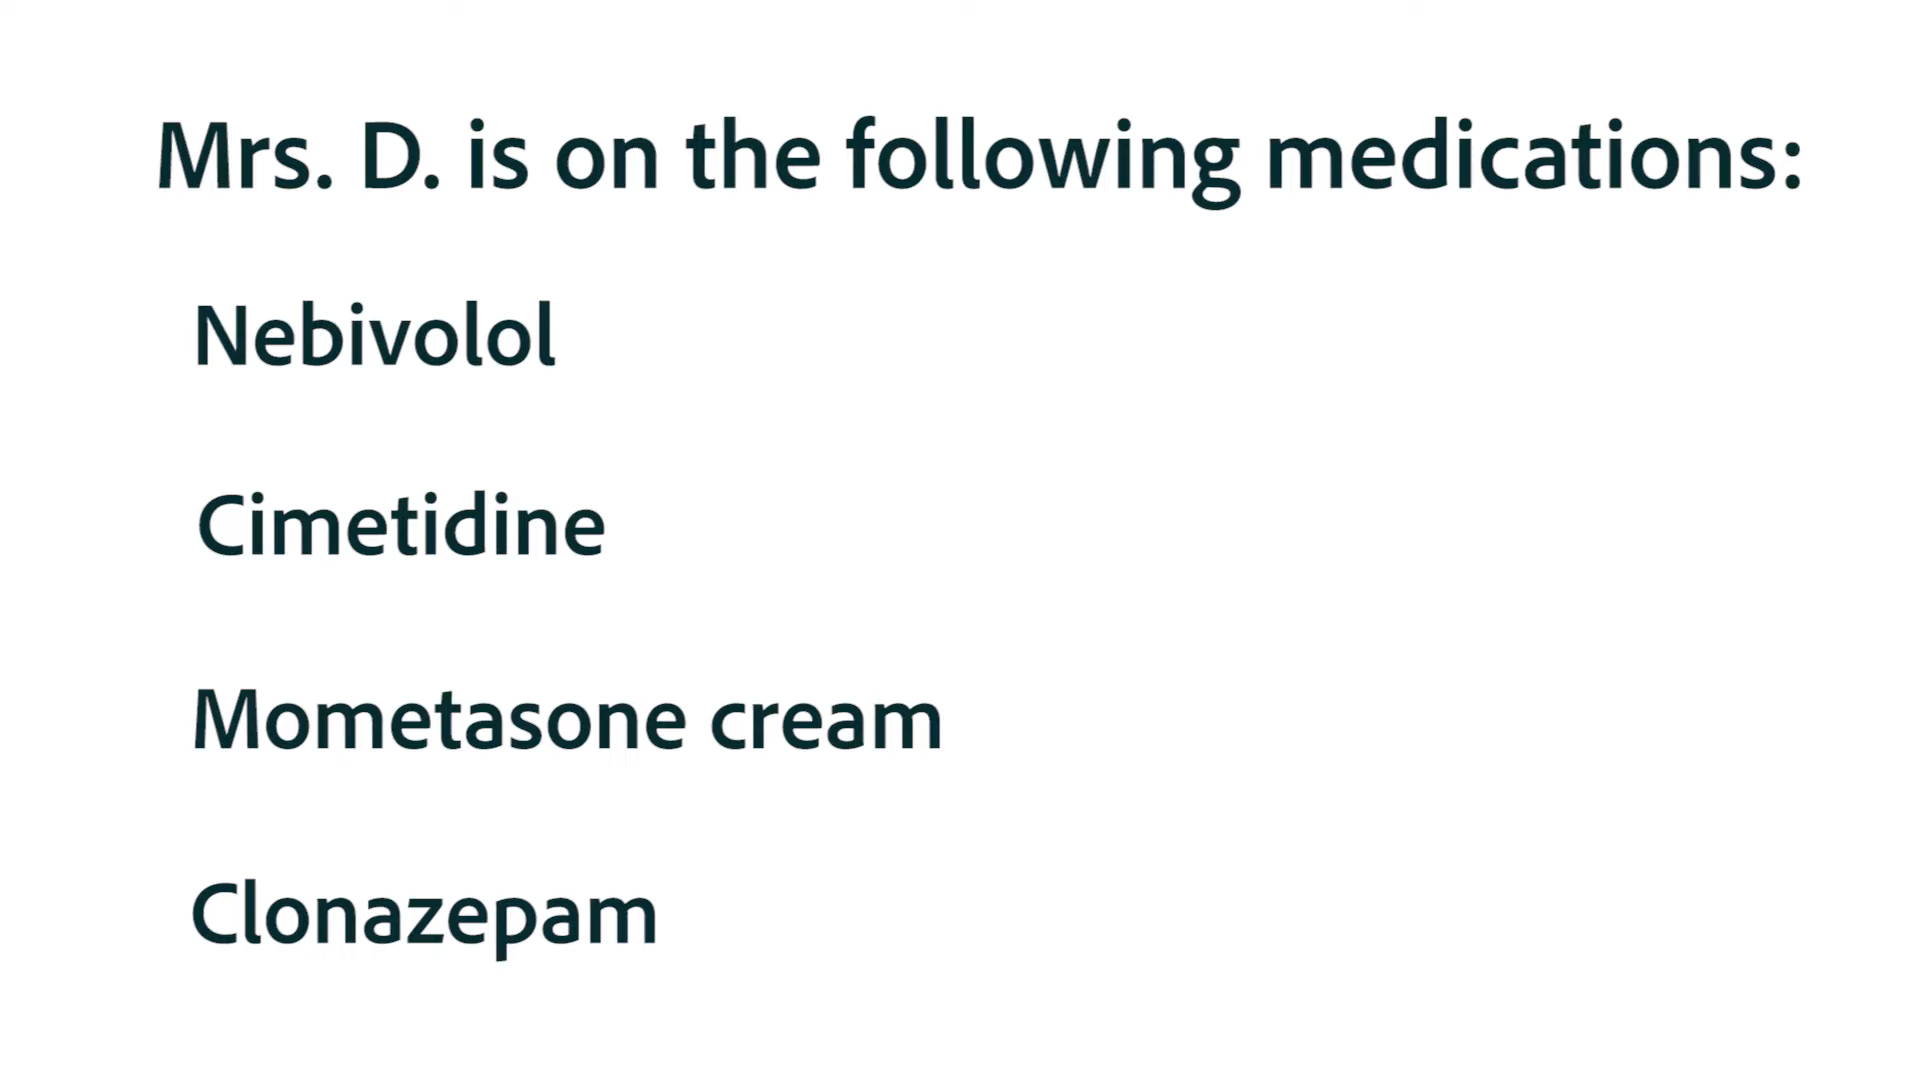 Mrs. D. is on the following medications:
Nebivolol
Cimetidine
Mometasone cream
Clonazepam